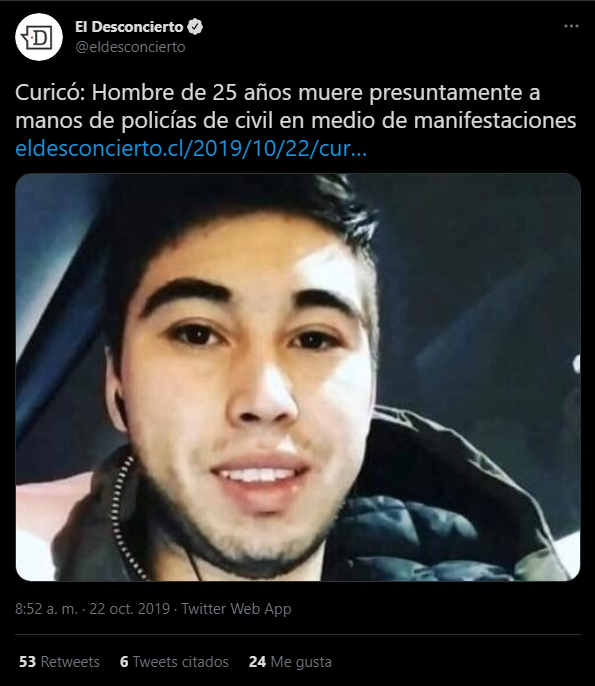 El Desconcierto
@eldesconcierto
Curicó: Hombre de 25 años muere presuntamente a
manos de policías de civil en medio de manifestaciones
eldesconcierto.cl/2019/10/22/cur...
8:52 a. m. · 22 oct. 2019 · Twitter Web App
53 Retweets 6 Tweets citados 24 Me gusta